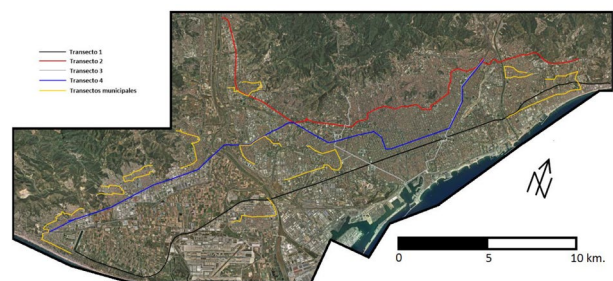 Transecto 1
Transecto 2
Transecto 3
Transecto 4
Transectos municipales
N
0 5 10 km.